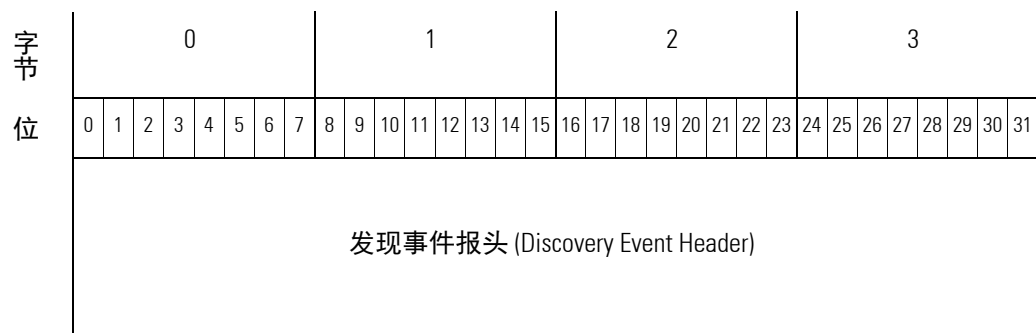 字节 0 1 2 3
位 0 1 2 3 4 5 6 7 8 9 10 11 12 13 14 15 16 17 18 19 20 21 22 23 24 25 26 27 28 29 30 31
发现事件报头 (Discovery Event Header)